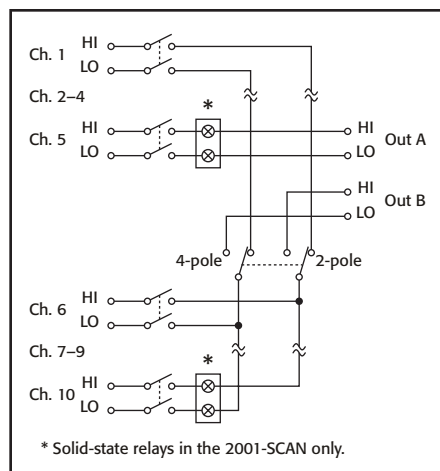 Ch. 1 HI
LO
Ch. 2–4
*
Ch. 5 HI
LO
HI
LO Out A
HI
LO Out B
4-pole 2-pole
Ch. 6 HI
LO
Ch. 7–9
*
Ch. 10 HI
LO
* Solid-state relays in the 2001-SCAN only.